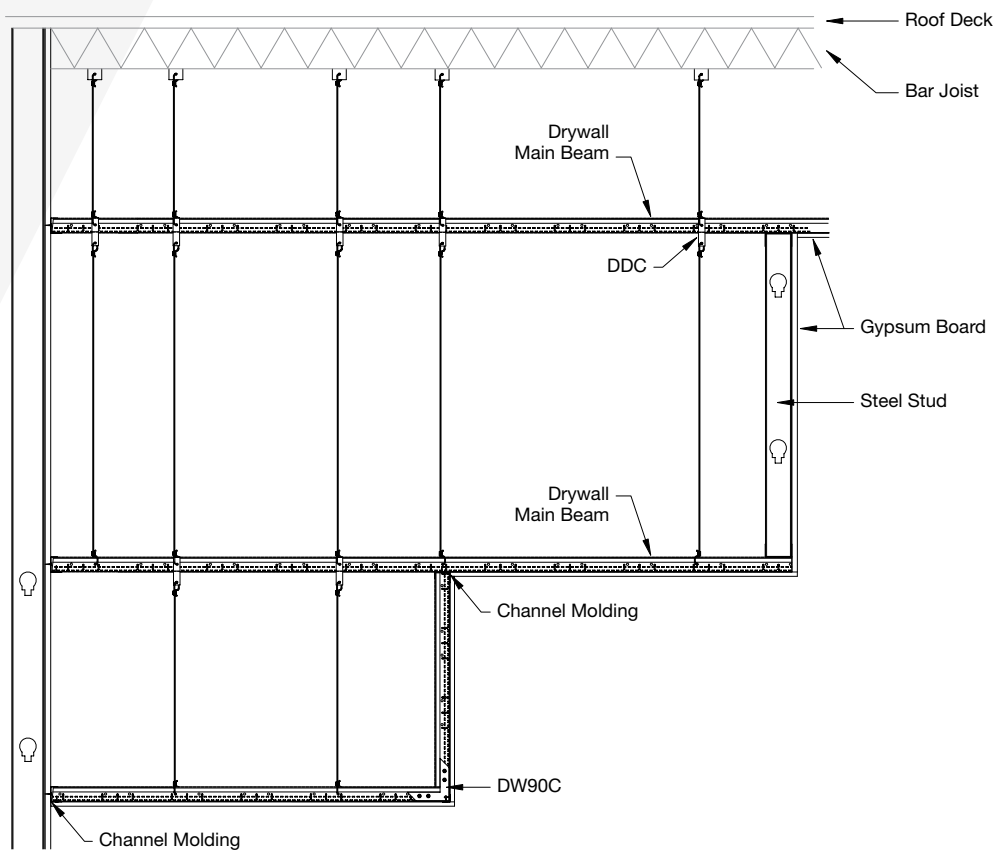 Roof Deck
Bar Joist
Drywall
Main Beam
DDC
Gypsum Board
Steel Stud
Drywall
Main Beam
Channel Molding
DW90C
Channel Molding